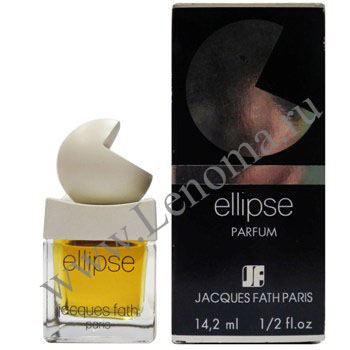 ellipse
jacques fath
paris
ellipse
PARFUM
JF
JACQUES FATH PARIS
14,2 ml 1/2 fl.oz
www.Lenoma.ru